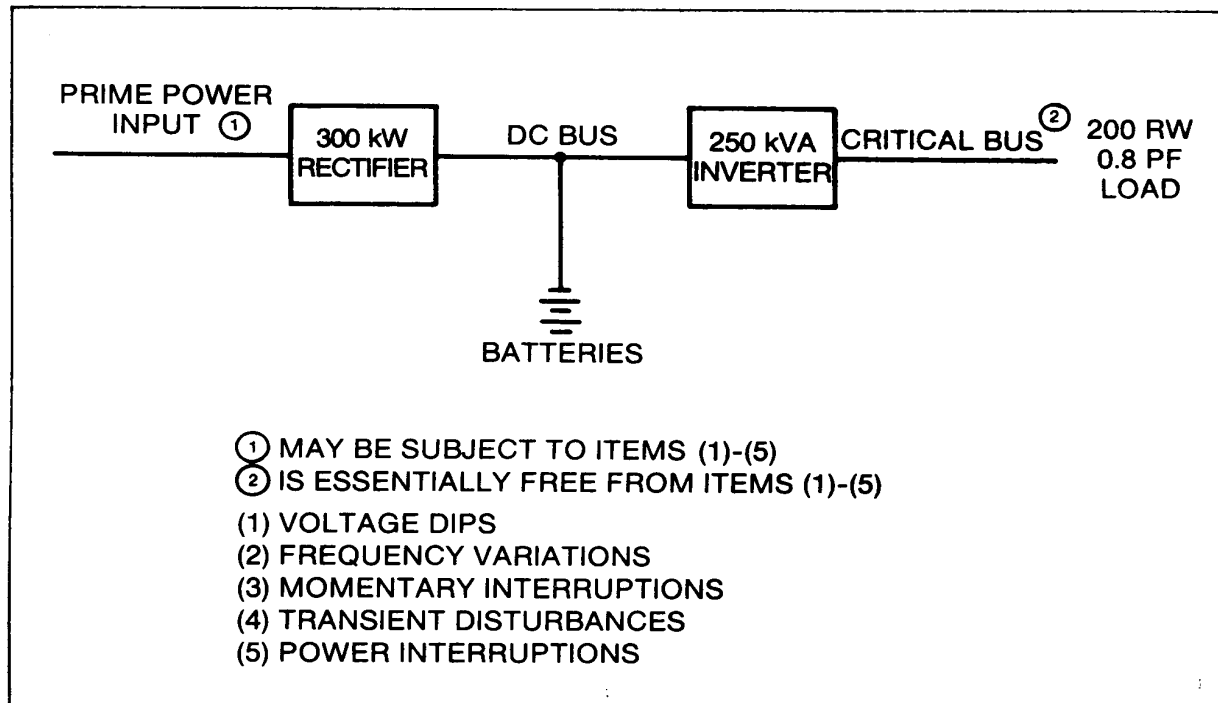 PRIME POWER
INPUT ①
300 kW
RECTIFIER
DC BUS
250 kVA
INVERTER
CRITICAL BUS ②
200 RW
0.8 PF
LOAD
BATTERIES
① MAY BE SUBJECT TO ITEMS (1)-(5)
② IS ESSENTIALLY FREE FROM ITEMS (1)-(5)
(1) VOLTAGE DIPS
(2) FREQUENCY VARIATIONS
(3) MOMENTARY INTERRUPTIONS
(4) TRANSIENT DISTURBANCES
(5) POWER INTERRUPTIONS